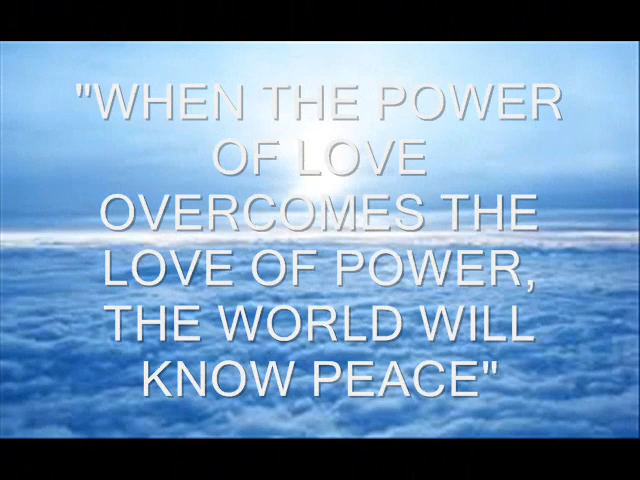 "WHEN THE POWER
OF LOVE
OVERCOMES THE
LOVE OF POWER,
THE WORLD WILL
KNOW PEACE"